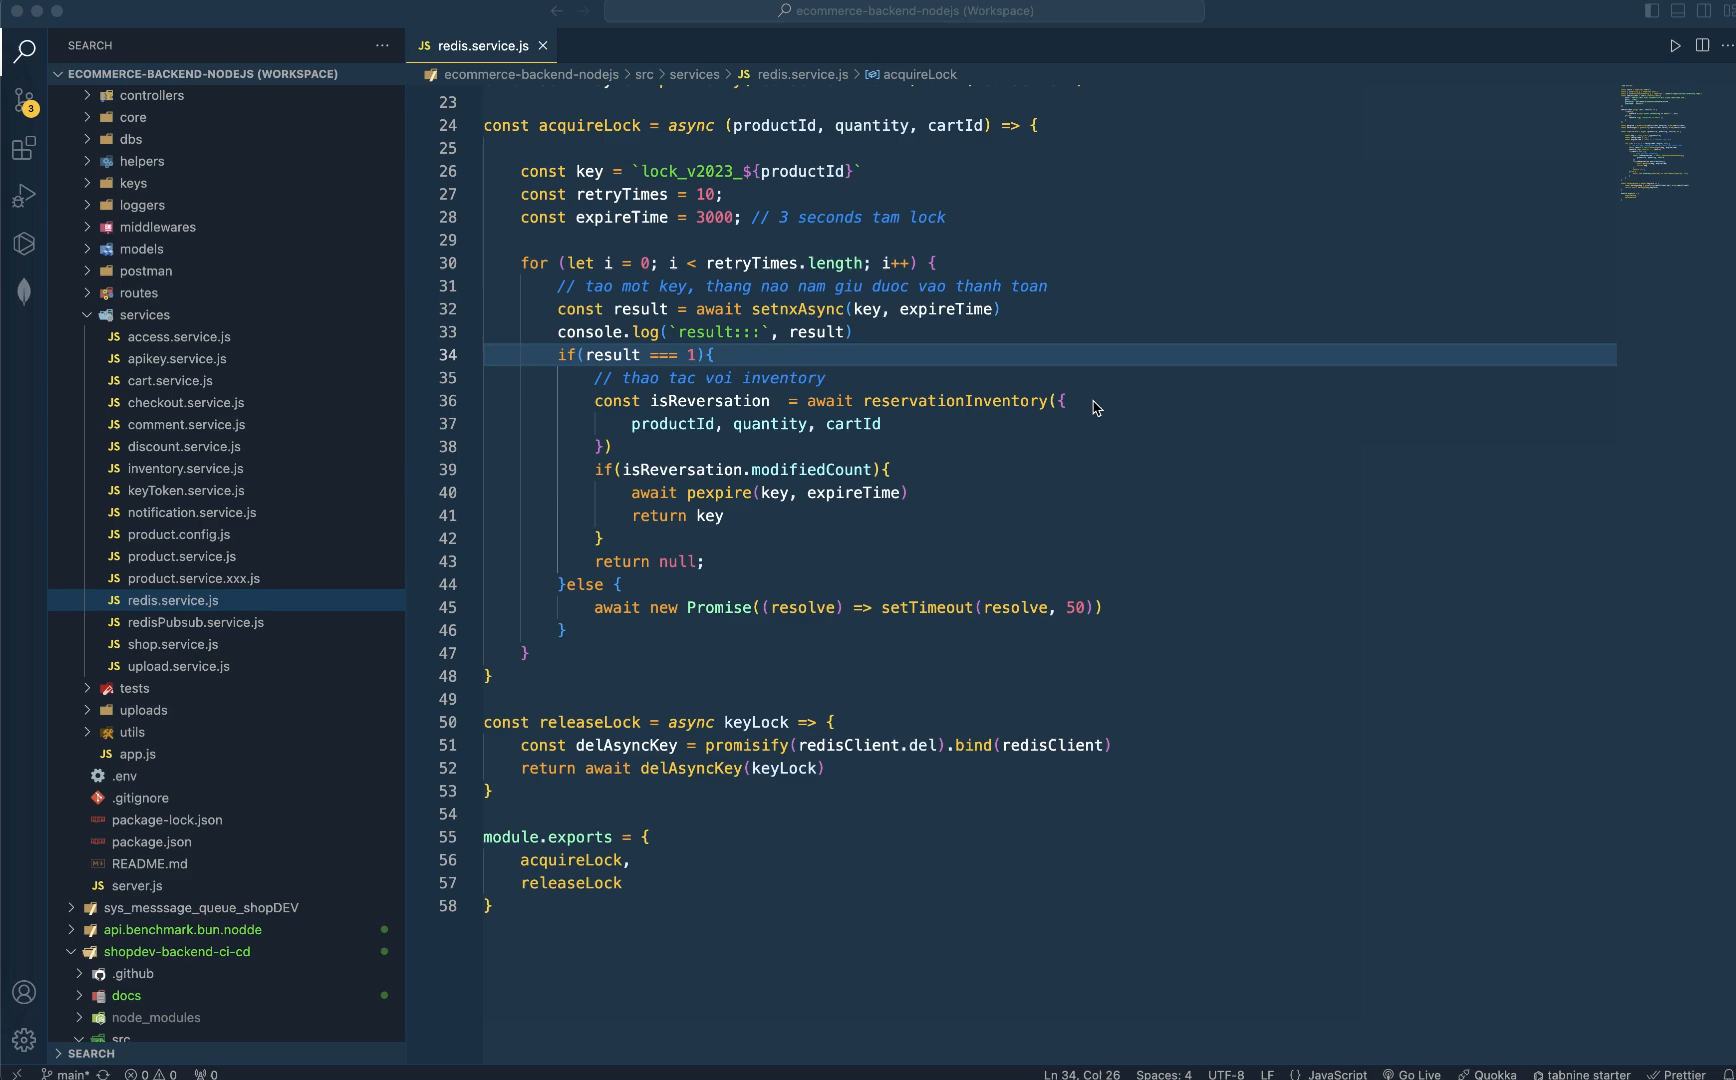 ecommerce-backend-nodejs (Workspace)
SEARCH
JS redis.service.js
ECOMMERCE-BACKEND-NODEJS (WORKSPACE)
controllers
core
dbs
helpers
keys
loggers
middlewares
models
postman
routes
services
JS access.service.js
JS apikey.service.js
JS cart.service.js
JS checkout.service.js
JS comment.service.js
JS discount.service.js
JS inventory.service.js
JS keyToken.service.js
JS notification.service.js
JS product.config.js
JS product.service.js
JS product.service.xxx.js
JS redis.service.js
JS redisPubsub.service.js
JS shop.service.js
JS upload.service.js
tests
uploads
utils
JS app.js
.env
.gitignore
package-lock.json
package.json
README.md
JS server.js
sys_messsage_queue_shopDEV
api.benchmark.bun.nodde
shopdev-backend-ci-cd
.github
docs
node_modules
src
SEARCH
3
ecommerce-backend-nodejs > src > services > JS redis.service.js > acquireLock
23
24 const acquireLock = async (productId, quantity, cartId) => {
25
26 const key = `lock_v2023_${productId}`
27 const retryTimes = 10;
28 const expireTime = 3000; // 3 seconds tam lock
29
30 for (let i = 0; i < retryTimes.length; i++) {
31 // tao mot key, thang nao nam giu duoc vao thanh toan
32 const result = await setnxAsync(key, expireTime)
33 console.log(`result:::`, result)
34 if(result === 1){
35 // thao tac voi inventory
36 const isReversation  = await reservationInventory({
37 productId, quantity, cartId
38 })
39 if(isReversation.modifiedCount){
40 await pexpire(key, expireTime)
41 return key
42 }
43 return null;
44 }else {
45 await new Promise((resolve) => setTimeout(resolve, 50))
46 }
47 }
48 }
49
50 const releaseLock = async keyLock => {
51 const delAsyncKey = promisify(redisClient.del).bind(redisClient)
52 return await delAsyncKey(keyLock)
53 }
54
55 module.exports = {
56 acquireLock,
57 releaseLock
58 }
main* 0 0 0 Ln 34, Col 26 Spaces: 4 UTF-8 LF {} JavaScript Go Live Quokka tabnine starter Prettier